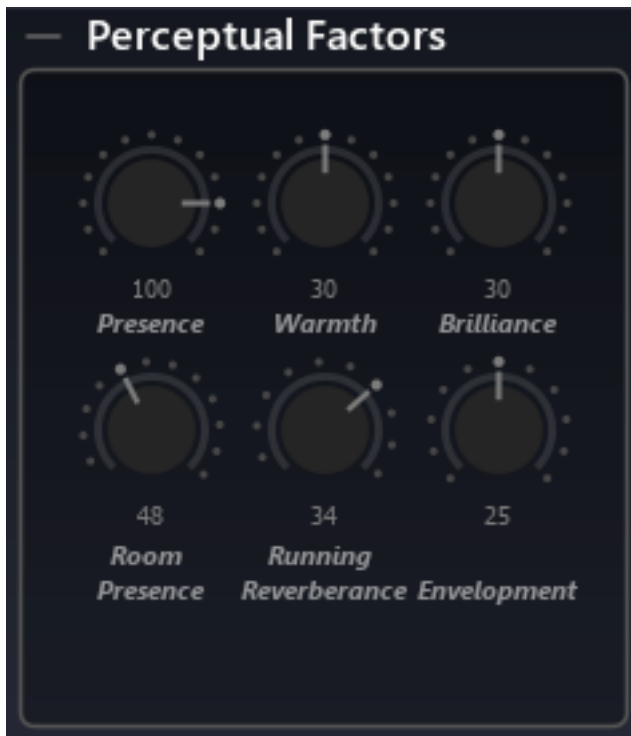 Perceptual Factors
100 30 30
Presence Warmth Brilliance
48 34 25
Room Running
Presence Reverberance Envelopment